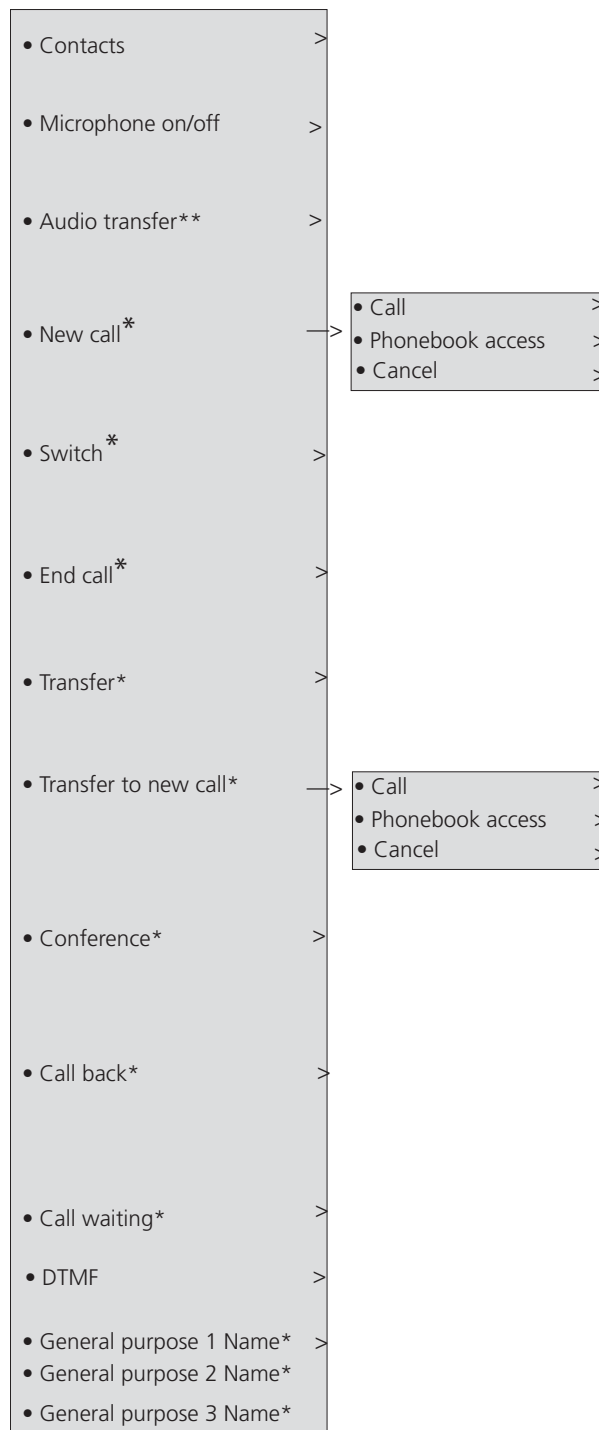 • Contacts >
• Microphone on/off >
• Audio transfer** >
• New call* —>
• Call >
• Phonebook access >
• Cancel >
• Switch* >
• End call* >
• Transfer* >
• Transfer to new call* —>
• Call >
• Phonebook access >
• Cancel >
• Conference* >
• Call back* >
• Call waiting* >
• DTMF >
• General purpose 1 Name* >
• General purpose 2 Name*
• General purpose 3 Name*